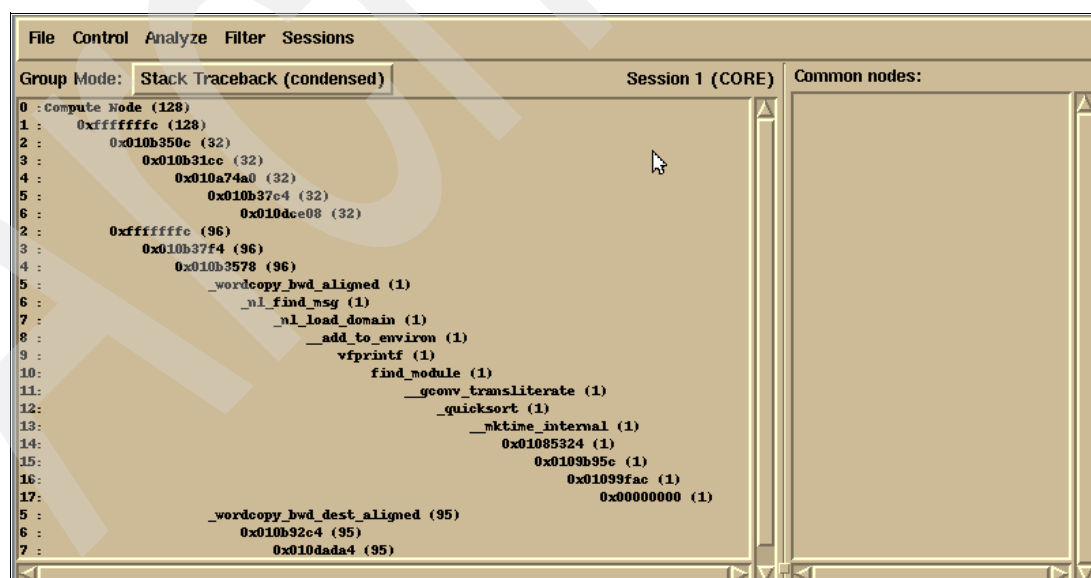 File Control Analyze Filter Sessions
Group Mode: Stack Traceback (condensed) Session 1 (CORE) Common nodes:
0 :Compute Node (128)
1 : 0xfffffffc (128)
2 : 0x010b350c (32)
3 : 0x010b31cc (32)
4 : 0x010a74a0 (32)
5 : 0x010b37c4 (32)
6 : 0x010dce08 (32)
2 : 0xfffffffc (96)
3 : 0x010b37f4 (96)
4 : 0x010b3578 (96)
5 : _wordcopy_bwd_aligned (1)
6 : _nl_find_msg (1)
7 : _nl_load_domain (1)
8 : __add_to_environ (1)
9 : vfprintf (1)
10: find_module (1)
11: __gconv_transliterate (1)
12: _quicksort (1)
13: __mktime_internal (1)
14: 0x01085324 (1)
15: 0x0109b95c (1)
16: 0x01099fac (1)
17: 0x00000000 (1)
5 : _wordcopy_bwd_dest_aligned (95)
6 : 0x010b92c4 (95)
7 : 0x010dada4 (95)